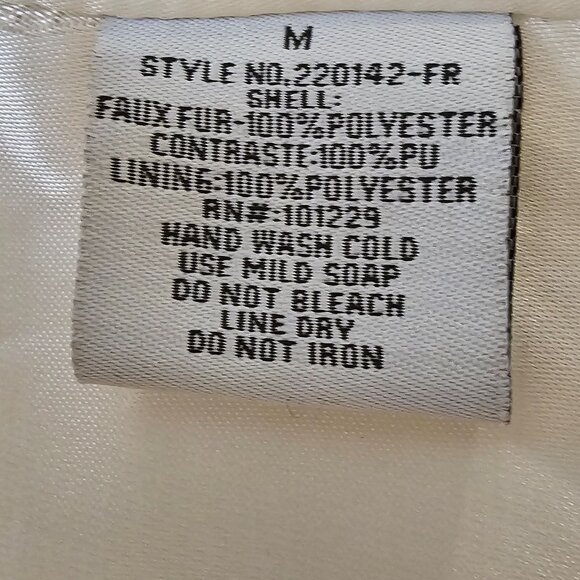 M
STYLE NO.220142-FR
SHELL:
FAUX FUR-100%POLYESTER
CONTRASTE:100%PU
LINING:100%POLYESTER
RN#:101229
HAND WASH COLD
USE MILD SOAP
DO NOT BLEACH
LINE DRY
DO NOT IRON